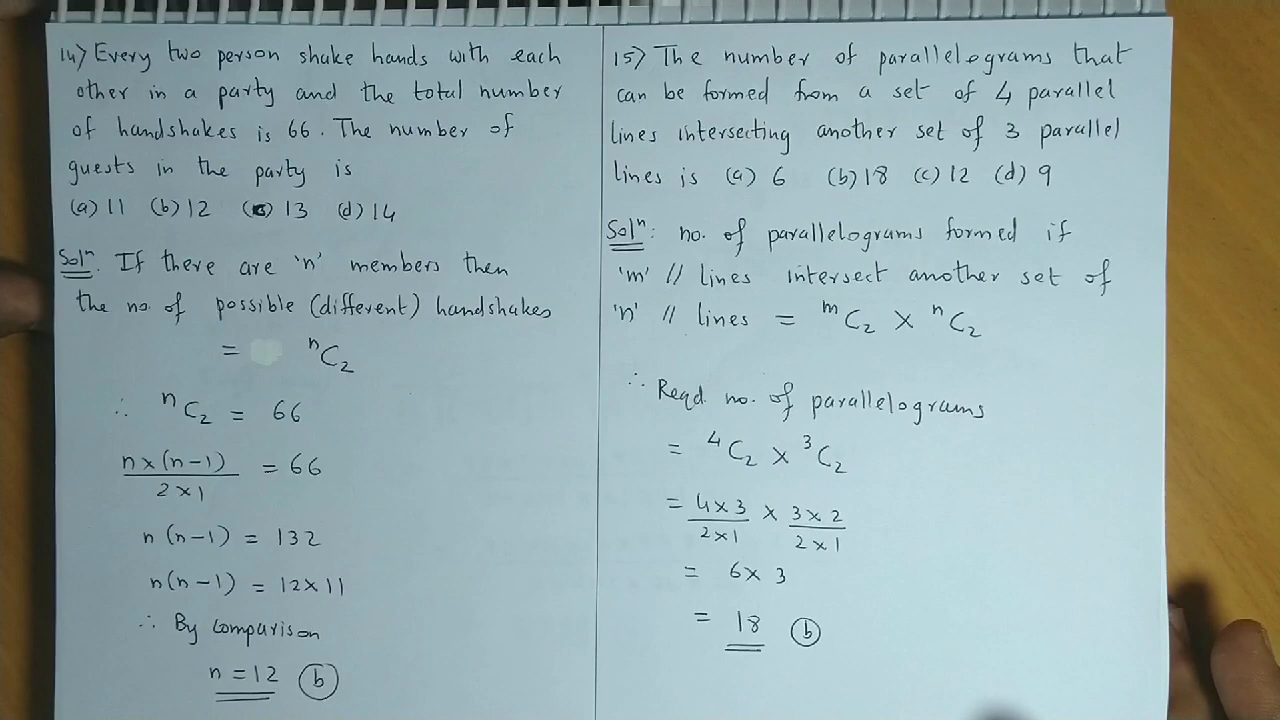 14) Every two person shake hands with each
other in a party and the total number
of handshakes is 66. The number of
guests in the party is
(a) 11 (b) 12 (c) 13 (d) 14
Solⁿ. If there are 'n' members then
the no. of possible (different) handshakes
= ⁿC₂
∴ ⁿC₂ = 66
n×(n-1)/2×1 = 66
n(n-1) = 132
n(n-1) = 12×11
∴ By comparison
n = 12 (b)
15) The number of parallelograms that
can be formed from a set of 4 parallel
lines intersecting another set of 3 parallel
lines is (a) 6 (b) 18 (c) 12 (d) 9
Solⁿ: no. of parallelograms formed if
'm' // lines intersect another set of
'n' // lines = ᵐC₂ × ⁿC₂
∴ Reqd no. of parallelograms
= ⁴C₂ × ³C₂
= 4×3/2×1 × 3×2/2×1
= 6×3
= 18 (b)